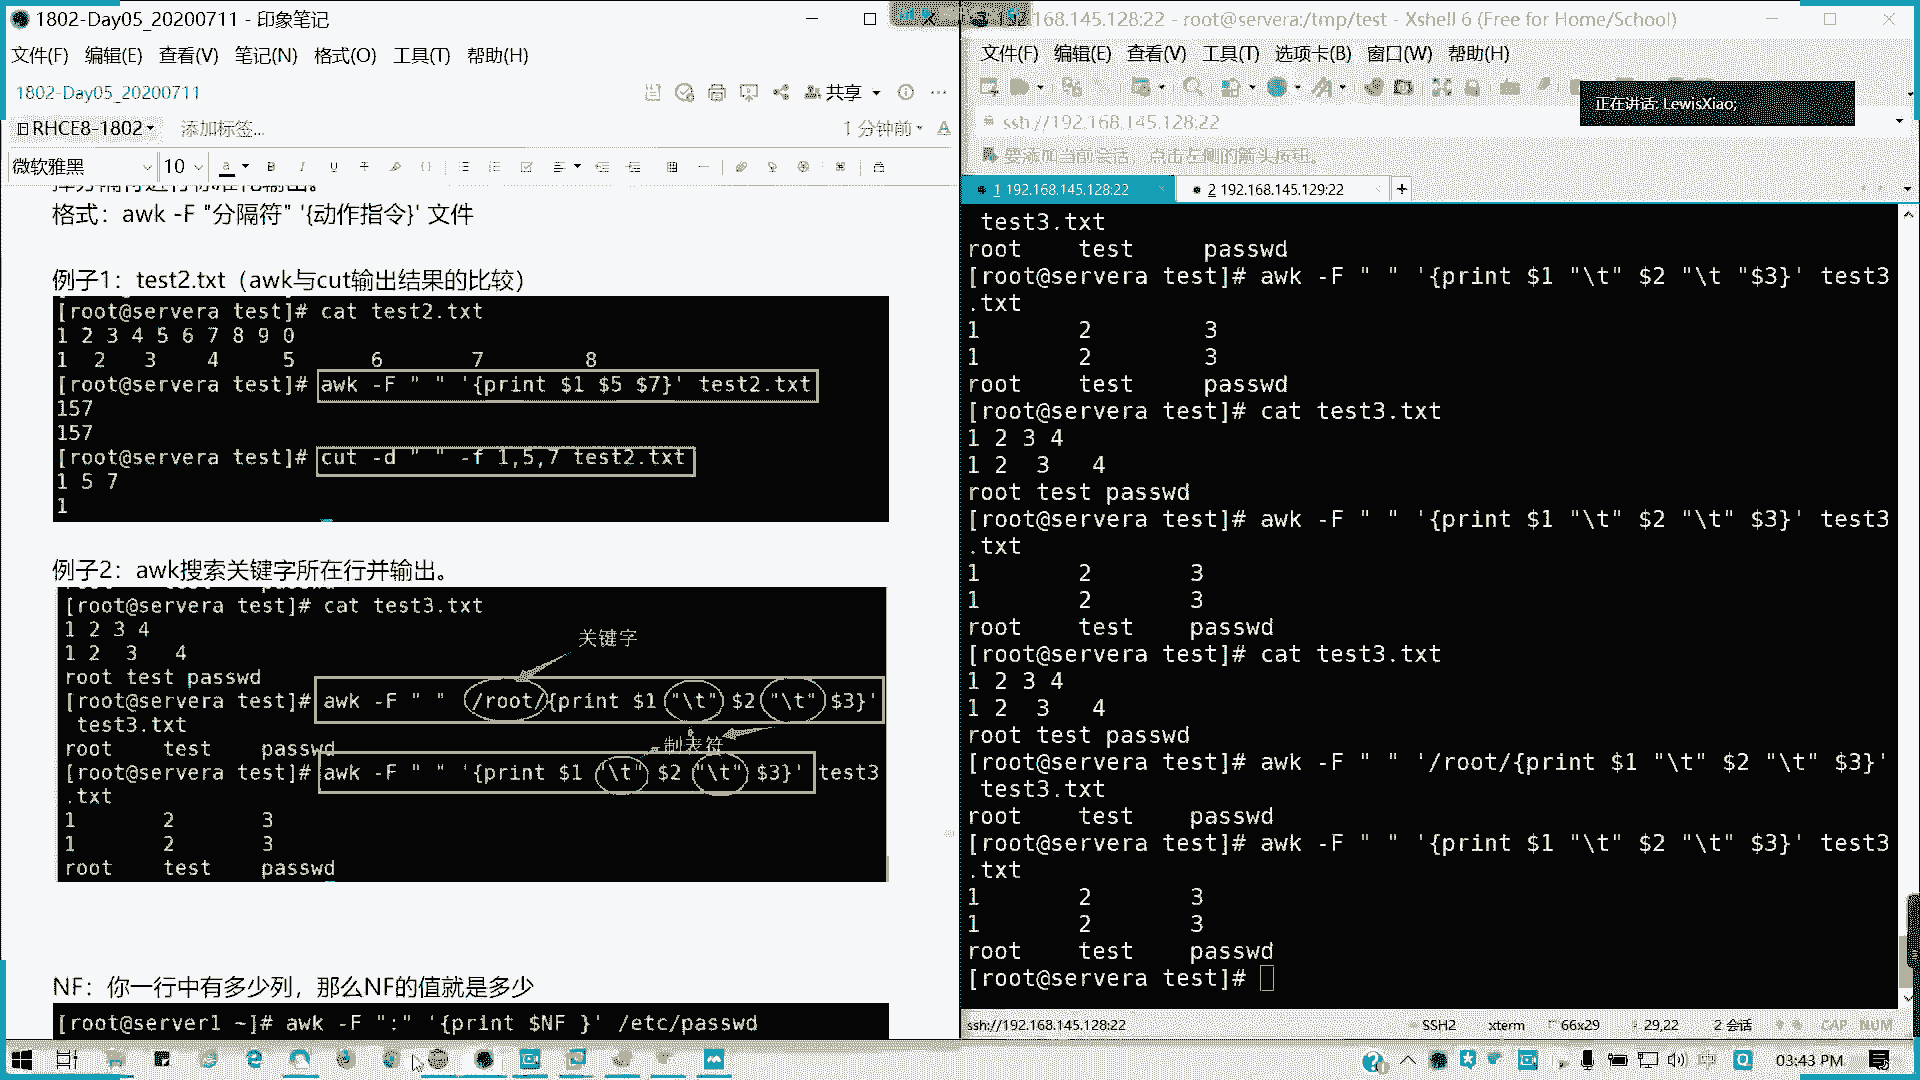 1802-Day05_20200711 - 印象笔记
文件(F) 编辑(E) 查看(V) 笔记(N) 格式(O) 工具(T) 帮助(H)
1802-Day05_20200711
共享
RHCE8-1802
添加标签...
1 分钟前
微软雅黑
10
格式：awk -F "分隔符" '{动作指令}' 文件
例子1：test2.txt（awk与cut输出结果的比较）
[root@servera test]# cat test2.txt
1 2 3 4 5 6 7 8 9 0
1 2 3 4 5 6 7 8
[root@servera test]# awk -F " " '{print $1 $5 $7}' test2.txt
157
157
[root@servera test]# cut -d " " -f 1,5,7 test2.txt
1 5 7
1
例子2：awk搜索关键字所在行并输出。
[root@servera test]# cat test3.txt
1 2 3 4
关键字
1 2 3 4
root test passwd
[root@servera test]# awk -F " " /root/{print $1 "\t" $2 "\t" $3}'
test3.txt
root test passwd
制表符
[root@servera test]# awk -F " " '{print $1 "\t" $2 "\t" $3}' test3
.txt
1 2 3
1 2 3
root test passwd
NF：你一行中有多少列，那么NF的值就是多少
[root@server1 ~]# awk -F ":" '{print $NF }' /etc/passwd
192.168.145.128:22 - root@servera:/tmp/test - Xshell 6 (Free for Home/School)
文件(F) 编辑(E) 查看(V) 工具(T) 选项卡(B) 窗口(W) 帮助(H)
正在讲话: LewisXiao;
ssh://192.168.145.128:22
要添加当前会话，点击左侧的箭头按钮。
1 192.168.145.128:22
2 192.168.145.129:22
test3.txt
root test passwd
[root@servera test]# awk -F " " '{print $1 "\t" $2 "\t "$3}' test3
.txt
1 2 3
1 2 3
root test passwd
[root@servera test]# cat test3.txt
1 2 3 4
1 2 3 4
root test passwd
[root@servera test]# awk -F " " '{print $1 "\t" $2 "\t" $3}' test3
.txt
1 2 3
1 2 3
root test passwd
[root@servera test]# cat test3.txt
1 2 3 4
1 2 3 4
root test passwd
[root@servera test]# awk -F " " '/root/{print $1 "\t" $2 "\t" $3}'
test3.txt
root test passwd
[root@servera test]# awk -F " " '{print $1 "\t" $2 "\t" $3}' test3
.txt
1 2 3
1 2 3
root test passwd
[root@servera test]#
ssh://192.168.145.128:22
SSH2
xterm
66x29
29,22
2 会话
CAP NUM
03:43 PM